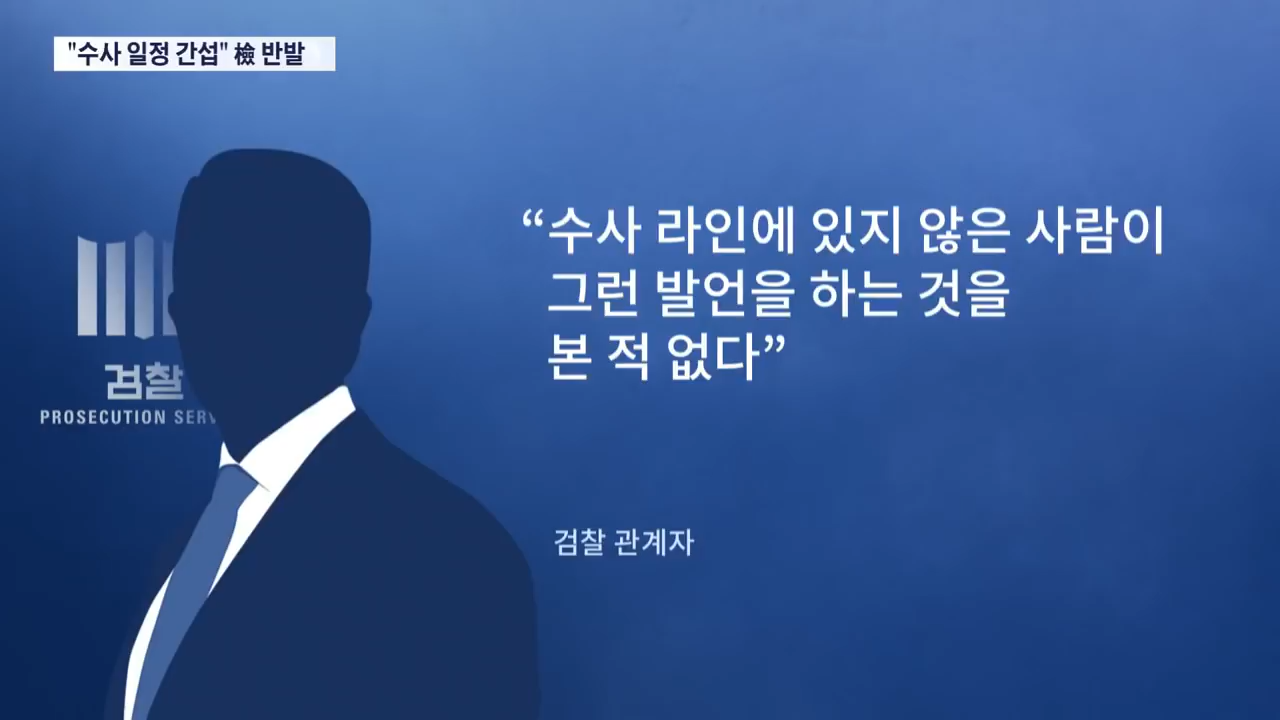 "수사 일정 간섭" 檢 반발
“수사 라인에 있지 않은 사람이
그런 발언을 하는 것을
본 적 없다”
검찰
PROSECUTION SERV
검찰 관계자